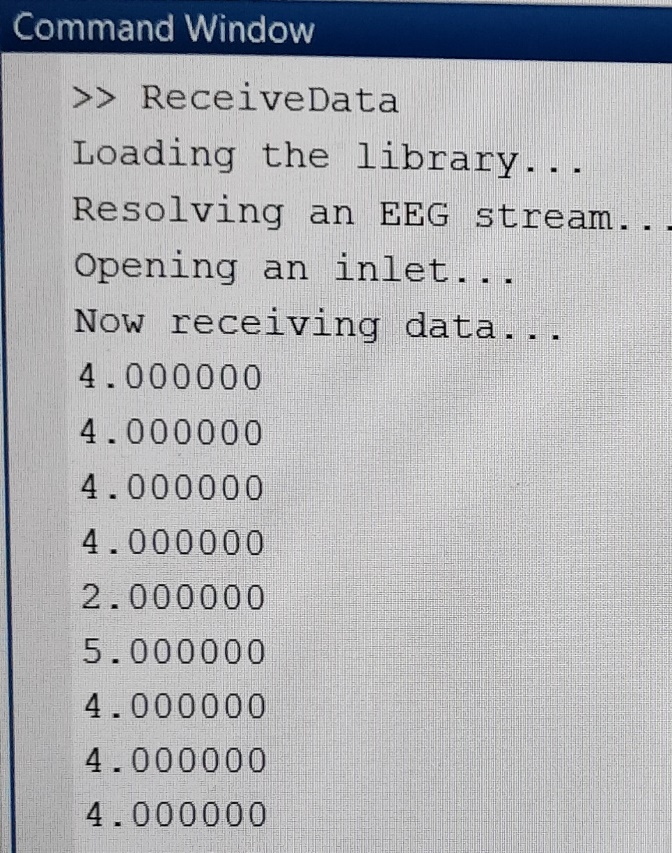 Command Window
>> ReceiveData
Loading the library...
Resolving an EEG stream...
Opening an inlet...
Now receiving data...
4.000000
4.000000
4.000000
4.000000
2.000000
5.000000
4.000000
4.000000
4.000000